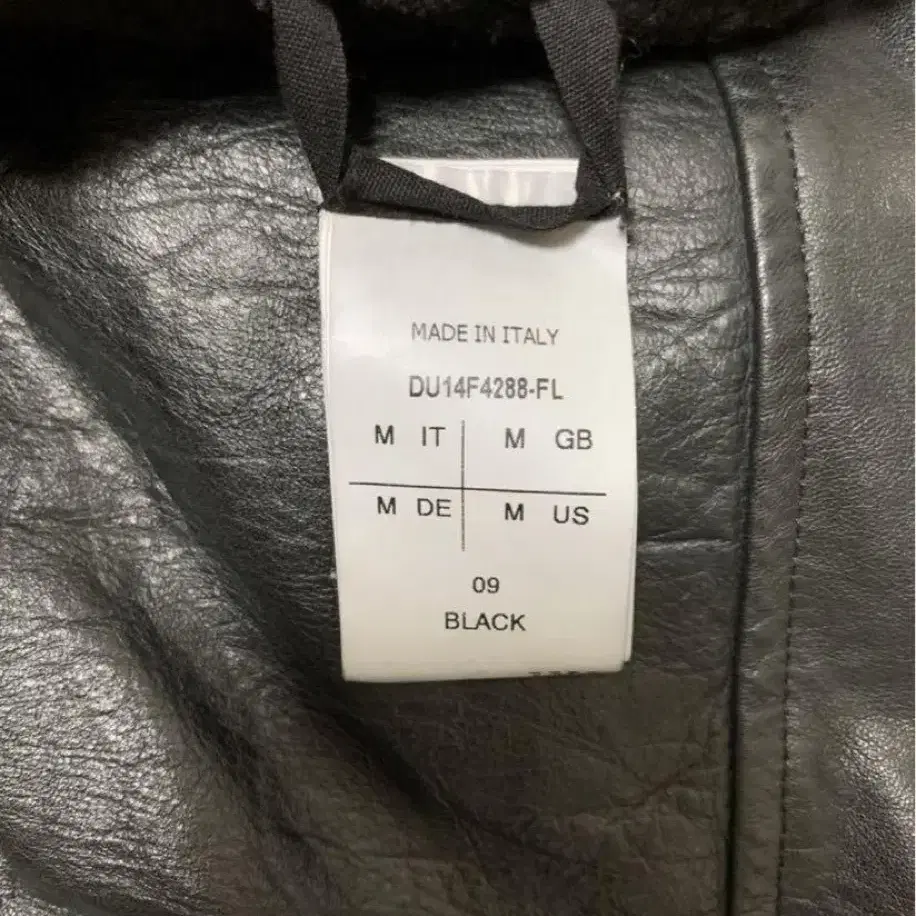 MADE IN ITALY
DU14F4288-FL
M IT M GB
M DE M US
09
BLACK